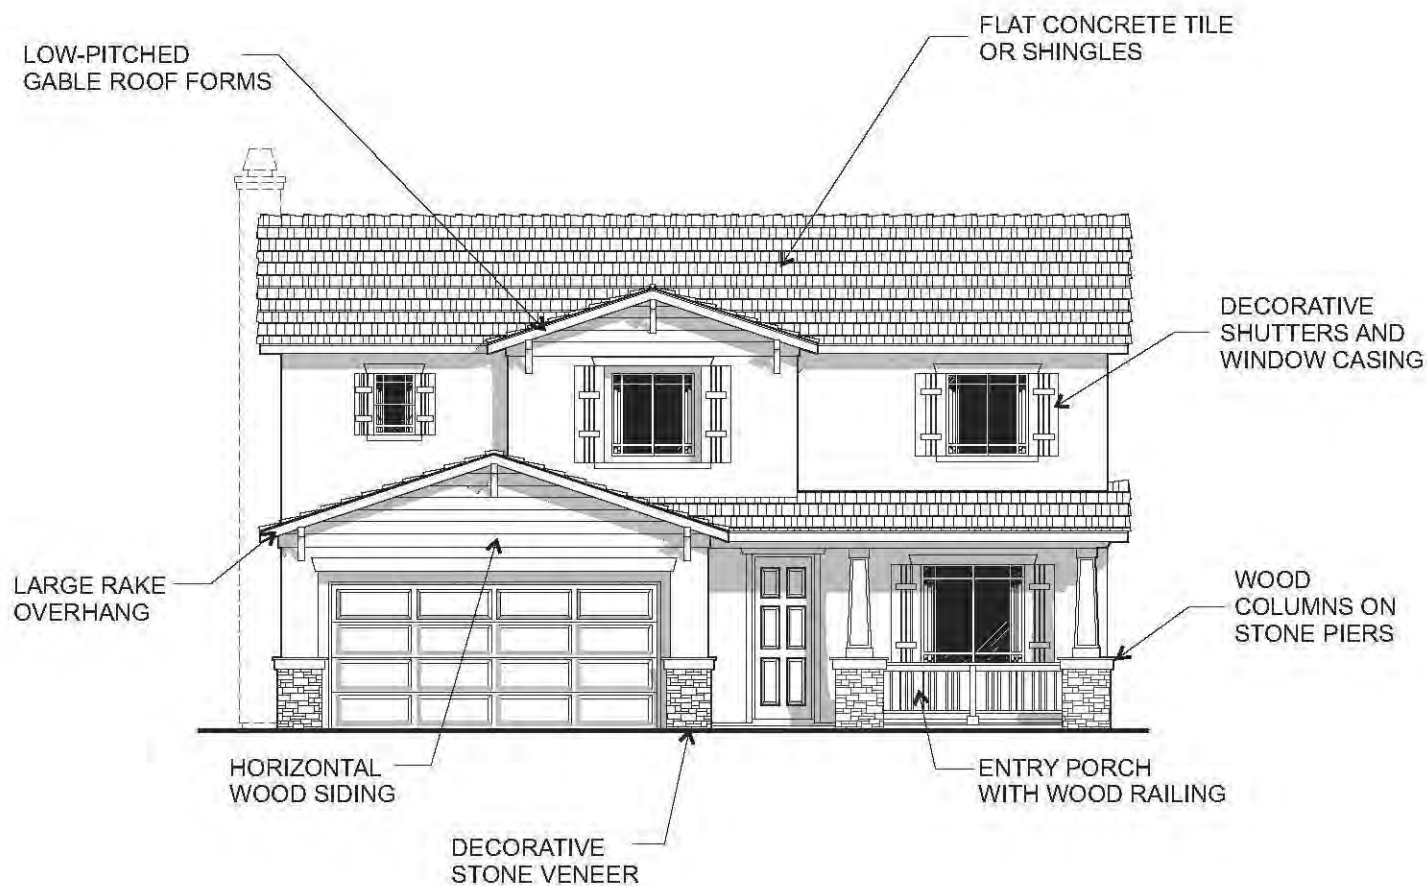 FLAT CONCRETE TILE
OR SHINGLES
LOW-PITCHED
GABLE ROOF FORMS
DECORATIVE
SHUTTERS AND
WINDOW CASING
LARGE RAKE
OVERHANG
WOOD
COLUMNS ON
STONE PIERS
HORIZONTAL
WOOD SIDING
ENTRY PORCH
WITH WOOD RAILING
DECORATIVE
STONE VENEER